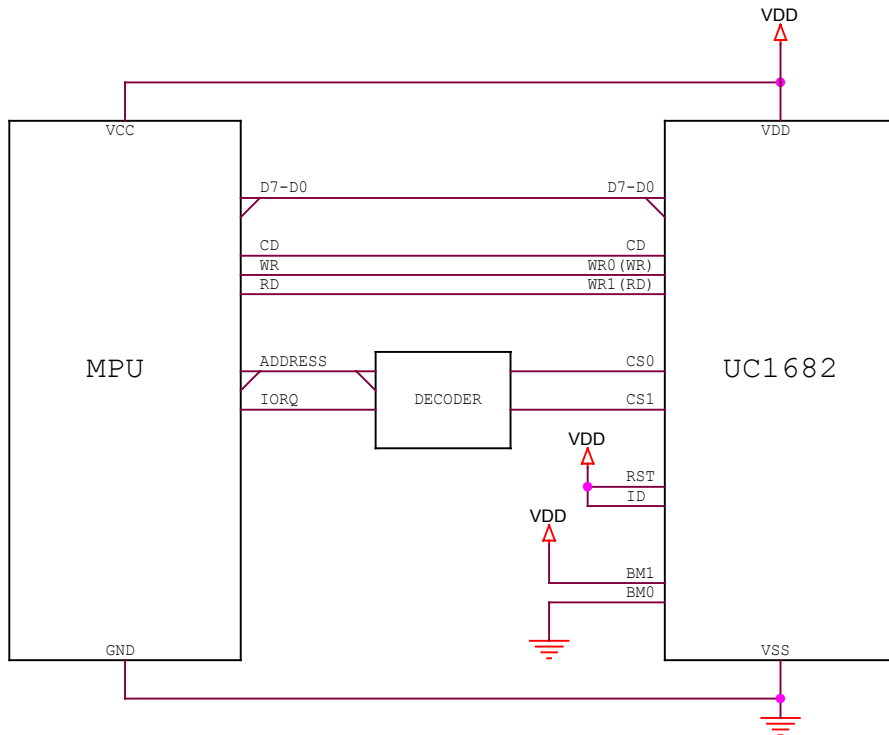 VDD
VCC
VDD
D7-D0
D7-D0
CD
CD
WR
WR0(WR)
RD
WR1(RD)
MPU
ADDRESS
CS0
UC1682
IORQ
DECODER
CS1
VDD
RST
ID
VDD
BM1
BM0
GND
VSS